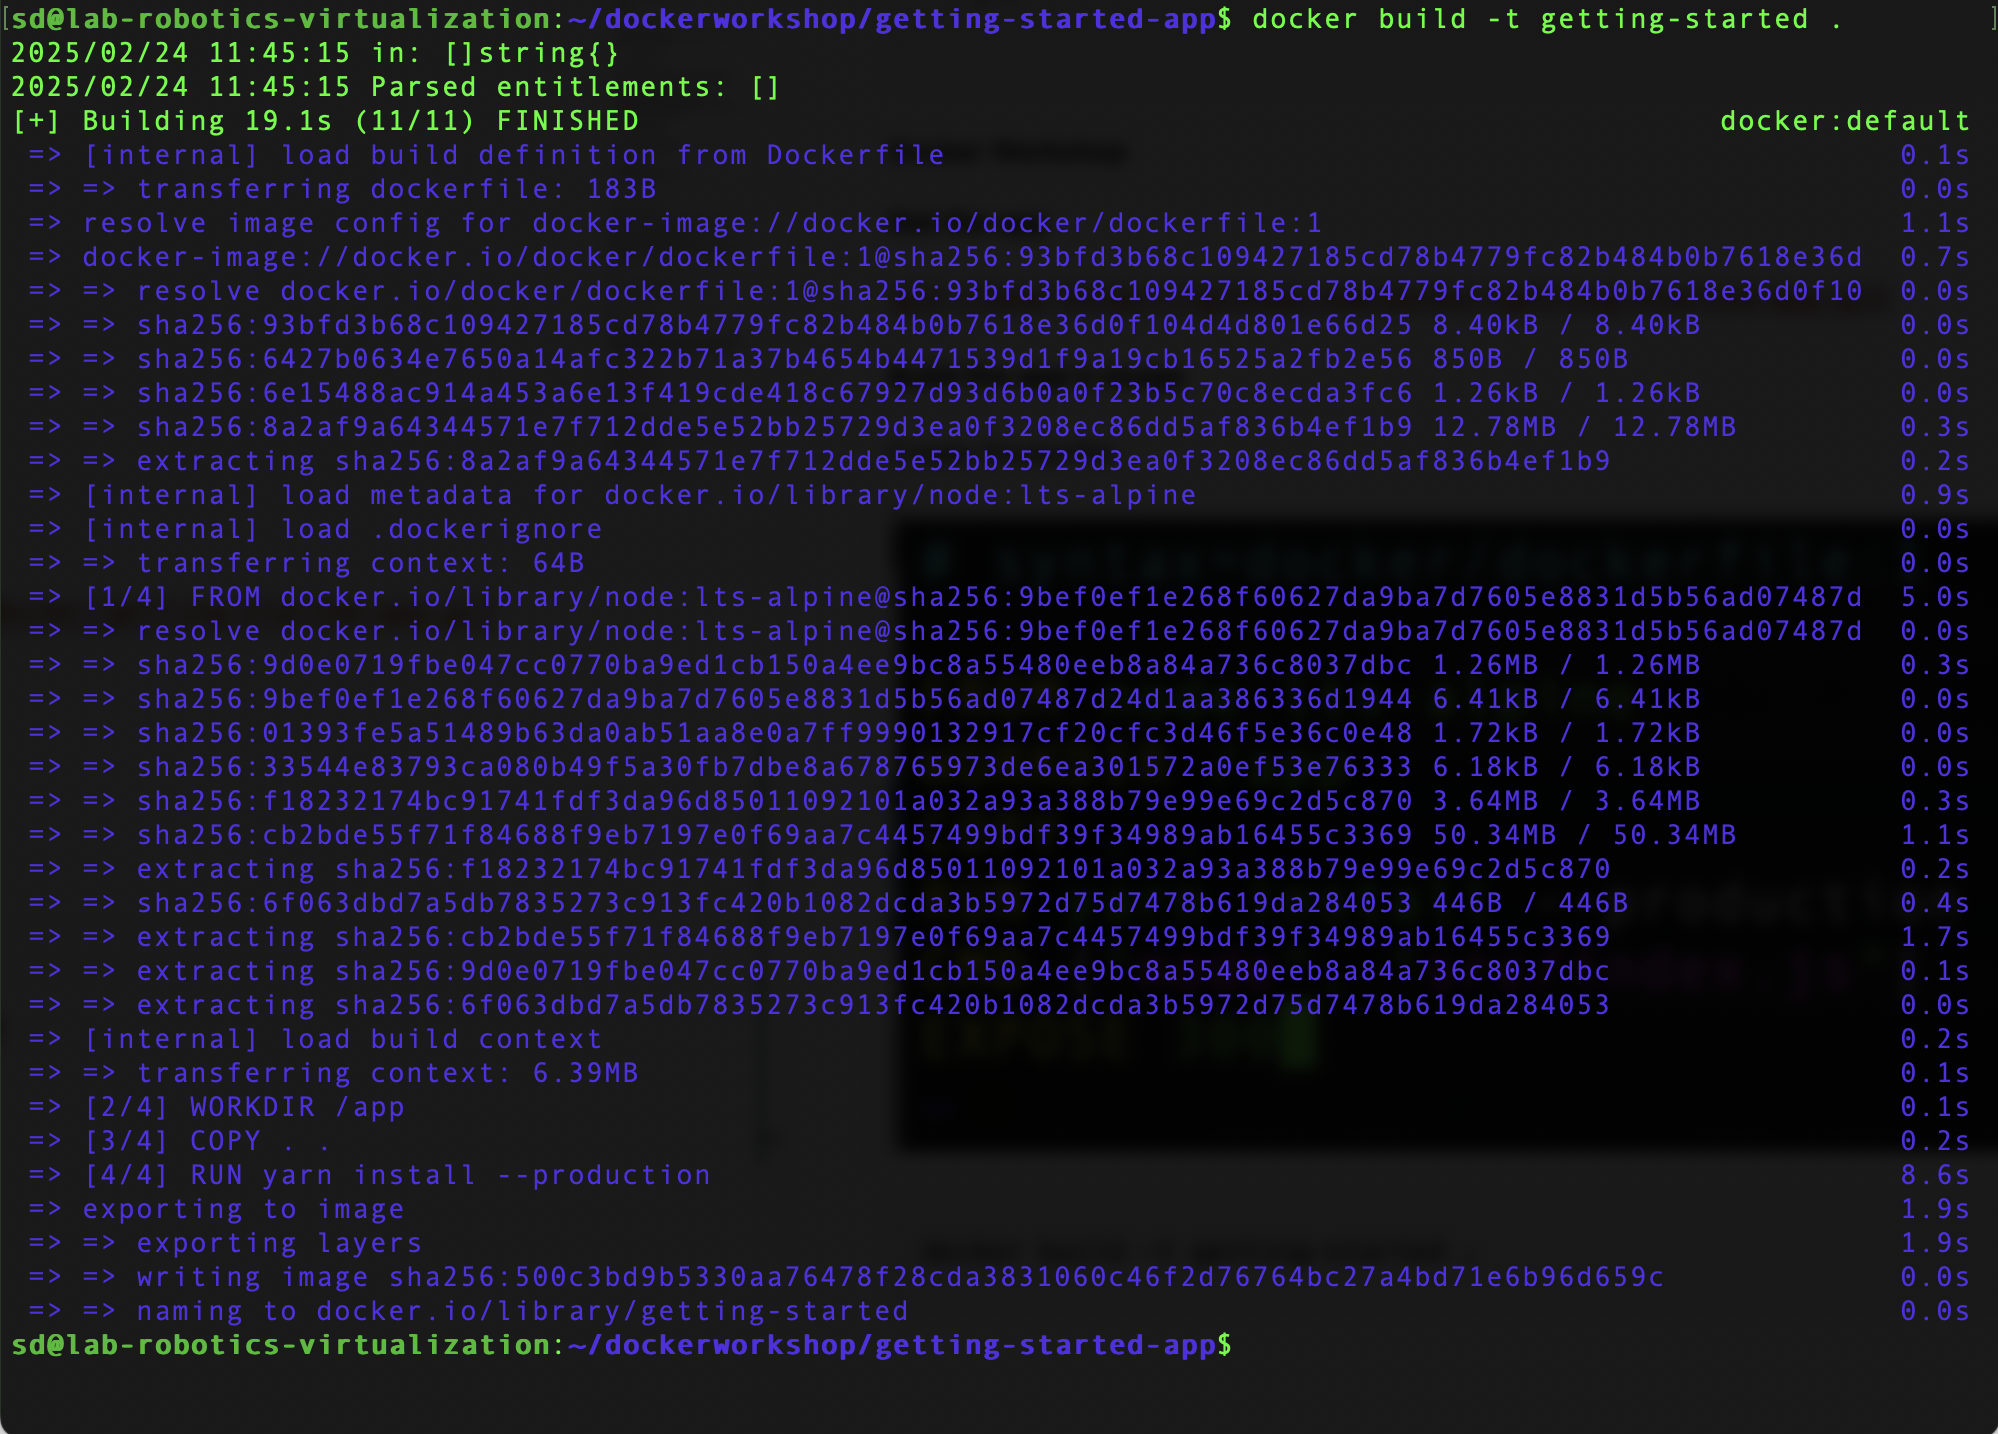 sd@lab-robotics-virtualization:~/dockerworkshop/getting-started-app$ docker build -t getting-started .
2025/02/24 11:45:15 in: []string{}
2025/02/24 11:45:15 Parsed entitlements: []
[+] Building 19.1s (11/11) FINISHED docker:default
=> [internal] load build definition from Dockerfile 0.1s
=> => transferring dockerfile: 183B 0.0s
=> resolve image config for docker-image://docker.io/docker/dockerfile:1 1.1s
=> docker-image://docker.io/docker/dockerfile:1@sha256:93bfd3b68c109427185cd78b4779fc82b484b0b7618e36d 0.7s
=> => resolve docker.io/docker/dockerfile:1@sha256:93bfd3b68c109427185cd78b4779fc82b484b0b7618e36d0f10 0.0s
=> => sha256:93bfd3b68c109427185cd78b4779fc82b484b0b7618e36d0f104d4d801e66d25 8.40kB / 8.40kB 0.0s
=> => sha256:6427b0634e7650a14afc322b71a37b4654b4471539d1f9a19cb16525a2fb2e56 850B / 850B 0.0s
=> => sha256:6e15488ac914a453a6e13f419cde418c67927d93d6b0a0f23b5c70c8ecda3fc6 1.26kB / 1.26kB 0.0s
=> => sha256:8a2af9a64344571e7f712dde5e52bb25729d3ea0f3208ec86dd5af836b4ef1b9 12.78MB / 12.78MB 0.3s
=> => extracting sha256:8a2af9a64344571e7f712dde5e52bb25729d3ea0f3208ec86dd5af836b4ef1b9 0.2s
=> [internal] load metadata for docker.io/library/node:lts-alpine 0.9s
=> [internal] load .dockerignore 0.0s
=> => transferring context: 64B 0.0s
=> [1/4] FROM docker.io/library/node:lts-alpine@sha256:9bef0ef1e268f60627da9ba7d7605e8831d5b56ad07487d 5.0s
=> => resolve docker.io/library/node:lts-alpine@sha256:9bef0ef1e268f60627da9ba7d7605e8831d5b56ad07487d 0.0s
=> => sha256:9d0e0719fbe047cc0770ba9ed1cb150a4ee9bc8a55480eeb8a84a736c8037dbc 1.26MB / 1.26MB 0.3s
=> => sha256:9bef0ef1e268f60627da9ba7d7605e8831d5b56ad07487d24d1aa386336d1944 6.41kB / 6.41kB 0.0s
=> => sha256:01393fe5a51489b63da0ab51aa8e0a7ff9990132917cf20cfc3d46f5e36c0e48 1.72kB / 1.72kB 0.0s
=> => sha256:33544e83793ca080b49f5a30fb7dbe8a678765973de6ea301572a0ef53e76333 6.18kB / 6.18kB 0.0s
=> => sha256:f18232174bc91741fdf3da96d85011092101a032a93a388b79e99e69c2d5c870 3.64MB / 3.64MB 0.3s
=> => sha256:cb2bde55f71f84688f9eb7197e0f69aa7c4457499bdf39f34989ab16455c3369 50.34MB / 50.34MB 1.1s
=> => extracting sha256:f18232174bc91741fdf3da96d85011092101a032a93a388b79e99e69c2d5c870 0.2s
=> => sha256:6f063dbd7a5db7835273c913fc420b1082dcda3b5972d75d7478b619da284053 446B / 446B 0.4s
=> => extracting sha256:cb2bde55f71f84688f9eb7197e0f69aa7c4457499bdf39f34989ab16455c3369 1.7s
=> => extracting sha256:9d0e0719fbe047cc0770ba9ed1cb150a4ee9bc8a55480eeb8a84a736c8037dbc 0.1s
=> => extracting sha256:6f063dbd7a5db7835273c913fc420b1082dcda3b5972d75d7478b619da284053 0.0s
=> [internal] load build context 0.2s
=> => transferring context: 6.39MB 0.1s
=> [2/4] WORKDIR /app 0.1s
=> [3/4] COPY . . 0.2s
=> [4/4] RUN yarn install --production 8.6s
=> exporting to image 1.9s
=> => exporting layers 1.9s
=> => writing image sha256:500c3bd9b5330aa76478f28cda3831060c46f2d76764bc27a4bd71e6b96d659c 0.0s
=> => naming to docker.io/library/getting-started 0.0s
sd@lab-robotics-virtualization:~/dockerworkshop/getting-started-app$